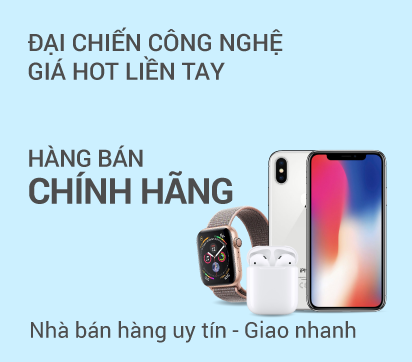 ĐẠI CHIẾN CÔNG NGHỆ
GIÁ HOT LIỀN TAY
HÀNG BÁN
CHÍNH HÃNG
Nhà bán hàng uy tín - Giao nhanh